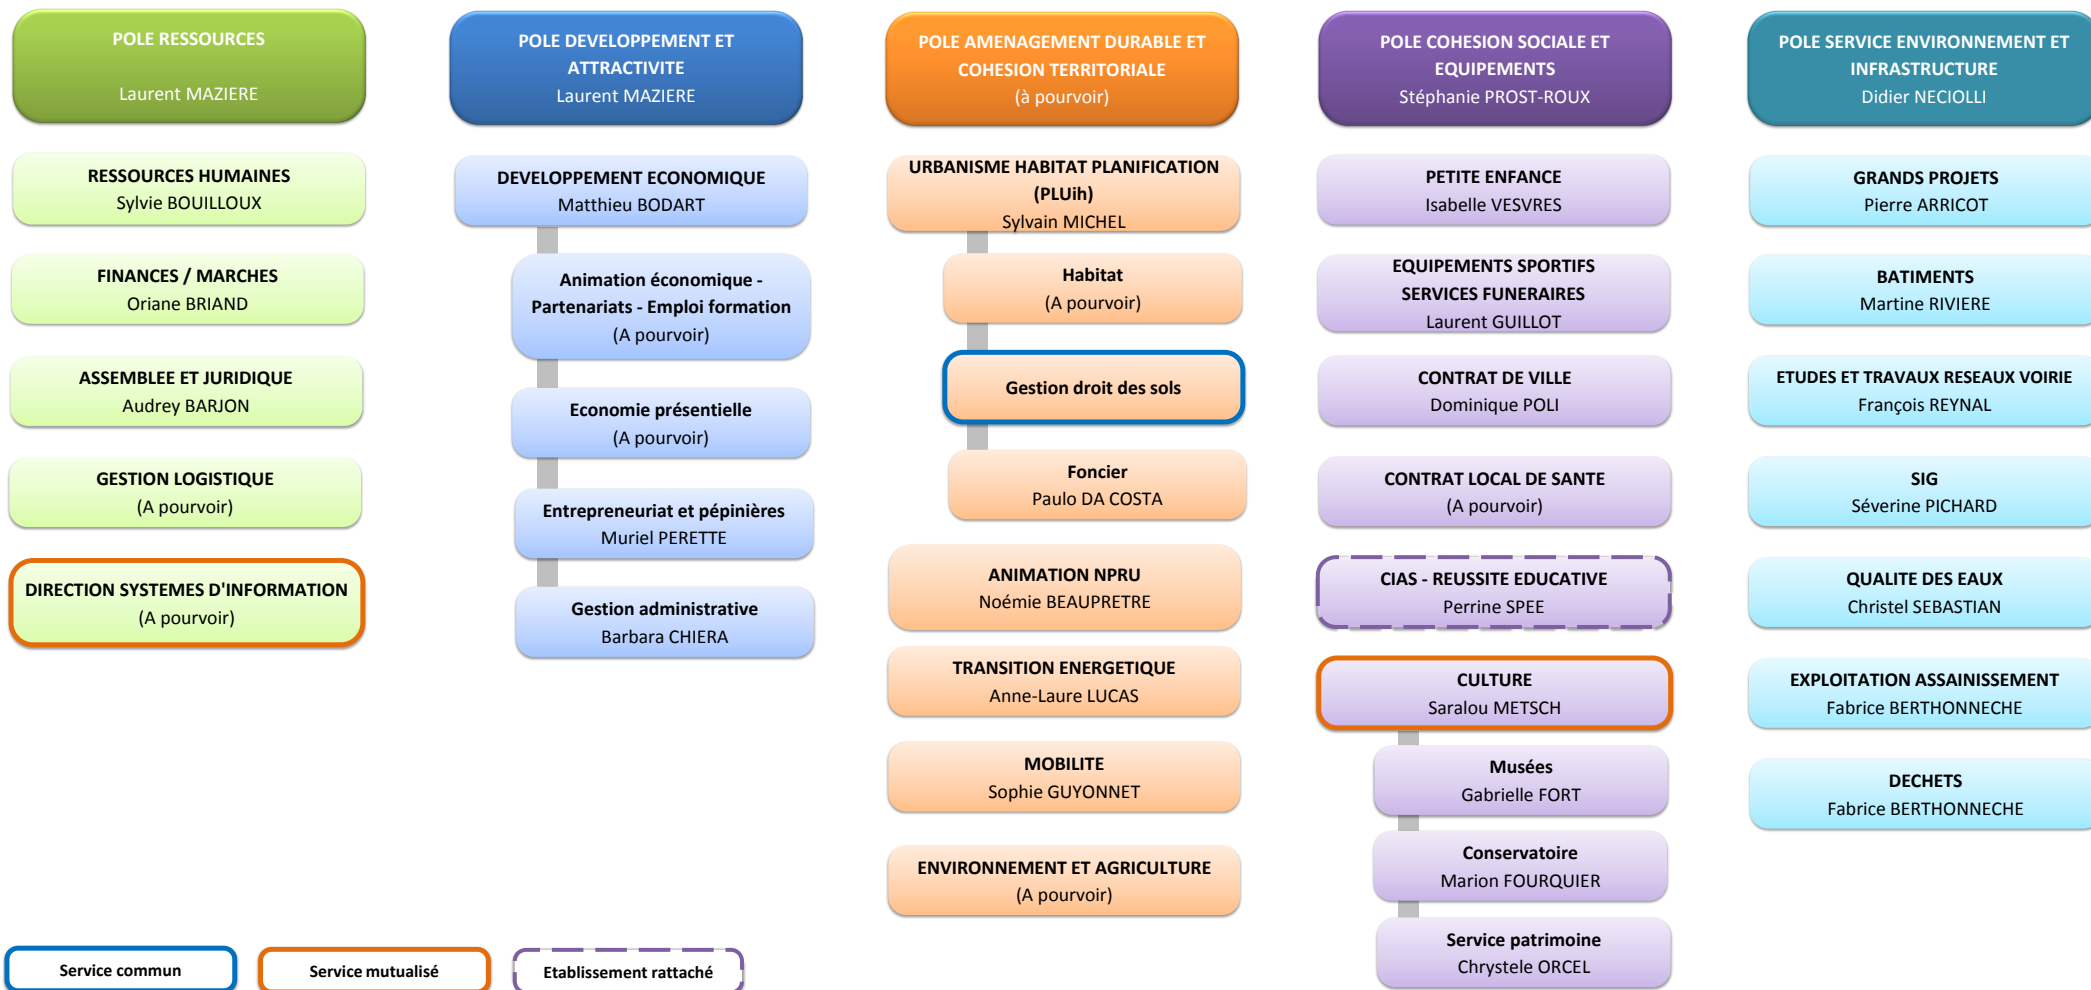 POLE RESSOURCES
Laurent MAZIERE
RESSOURCES HUMAINES
Sylvie BOUILLOUX
FINANCES / MARCHES
Oriane BRIAND
ASSEMBLEE ET JURIDIQUE
Audrey BARJON
GESTION LOGISTIQUE
(A pourvoir)
DIRECTION SYSTEMES D'INFORMATION
(A pourvoir)
POLE DEVELOPPEMENT ET
ATTRACTIVITE
Laurent MAZIERE
DEVELOPPEMENT ECONOMIQUE
Matthieu BODART
Animation économique -
Partenariats - Emploi formation
(A pourvoir)
Economie présentielle
(A pourvoir)
Entrepreneuriat et pépinières
Muriel PERETTE
Gestion administrative
Barbara CHIERA
POLE AMENAGEMENT DURABLE ET
COHESION TERRITORIALE
(à pourvoir)
URBANISME HABITAT PLANIFICATION
(PLUih)
Sylvain MICHEL
Habitat
(A pourvoir)
Gestion droit des sols
Foncier
Paulo DA COSTA
ANIMATION NPRU
Noémie BEAUPRETRE
TRANSITION ENERGETIQUE
Anne-Laure LUCAS
MOBILITE
Sophie GUYONNET
ENVIRONNEMENT ET AGRICULTURE
(A pourvoir)
POLE COHESION SOCIALE ET
EQUIPEMENTS
Stéphanie PROST-ROUX
PETITE ENFANCE
Isabelle VESVRES
EQUIPEMENTS SPORTIFS
SERVICES FUNERAIRES
Laurent GUILLOT
CONTRAT DE VILLE
Dominique POLI
CONTRAT LOCAL DE SANTE
(A pourvoir)
CIAS - REUSSITE EDUCATIVE
Perrine SPEE
CULTURE
Saralou METSCH
Musées
Gabrielle FORT
Conservatoire
Marion FOURQUIER
Service patrimoine
Chrystele ORCEL
POLE SERVICE ENVIRONNEMENT ET
INFRASTRUCTURE
Didier NECIOLLI
GRANDS PROJETS
Pierre ARRICOT
BATIMENTS
Martine RIVIERE
ETUDES ET TRAVAUX RESEAUX VOIRIE
François REYNAL
SIG
Séverine PICHARD
QUALITE DES EAUX
Christel SEBASTIAN
EXPLOITATION ASSAINISSEMENT
Fabrice BERTHONNECHE
DECHETS
Fabrice BERTHONNECHE
Service commun
Service mutualisé
Etablissement rattaché